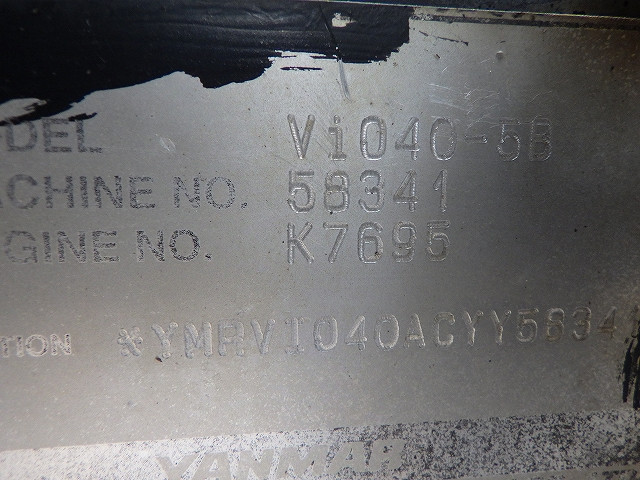 DEL Vi040-5B
ACHINE NO. 58341
GINE NO. K7695
TION *YMRVIO40ACYY5834
YANMAR